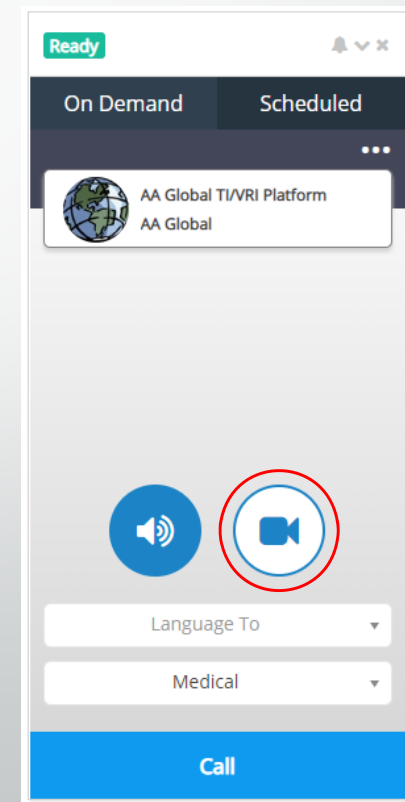 Ready
On Demand
Scheduled
AA Global TI/VRI Platform
AA Global
Language To
Medical
Call